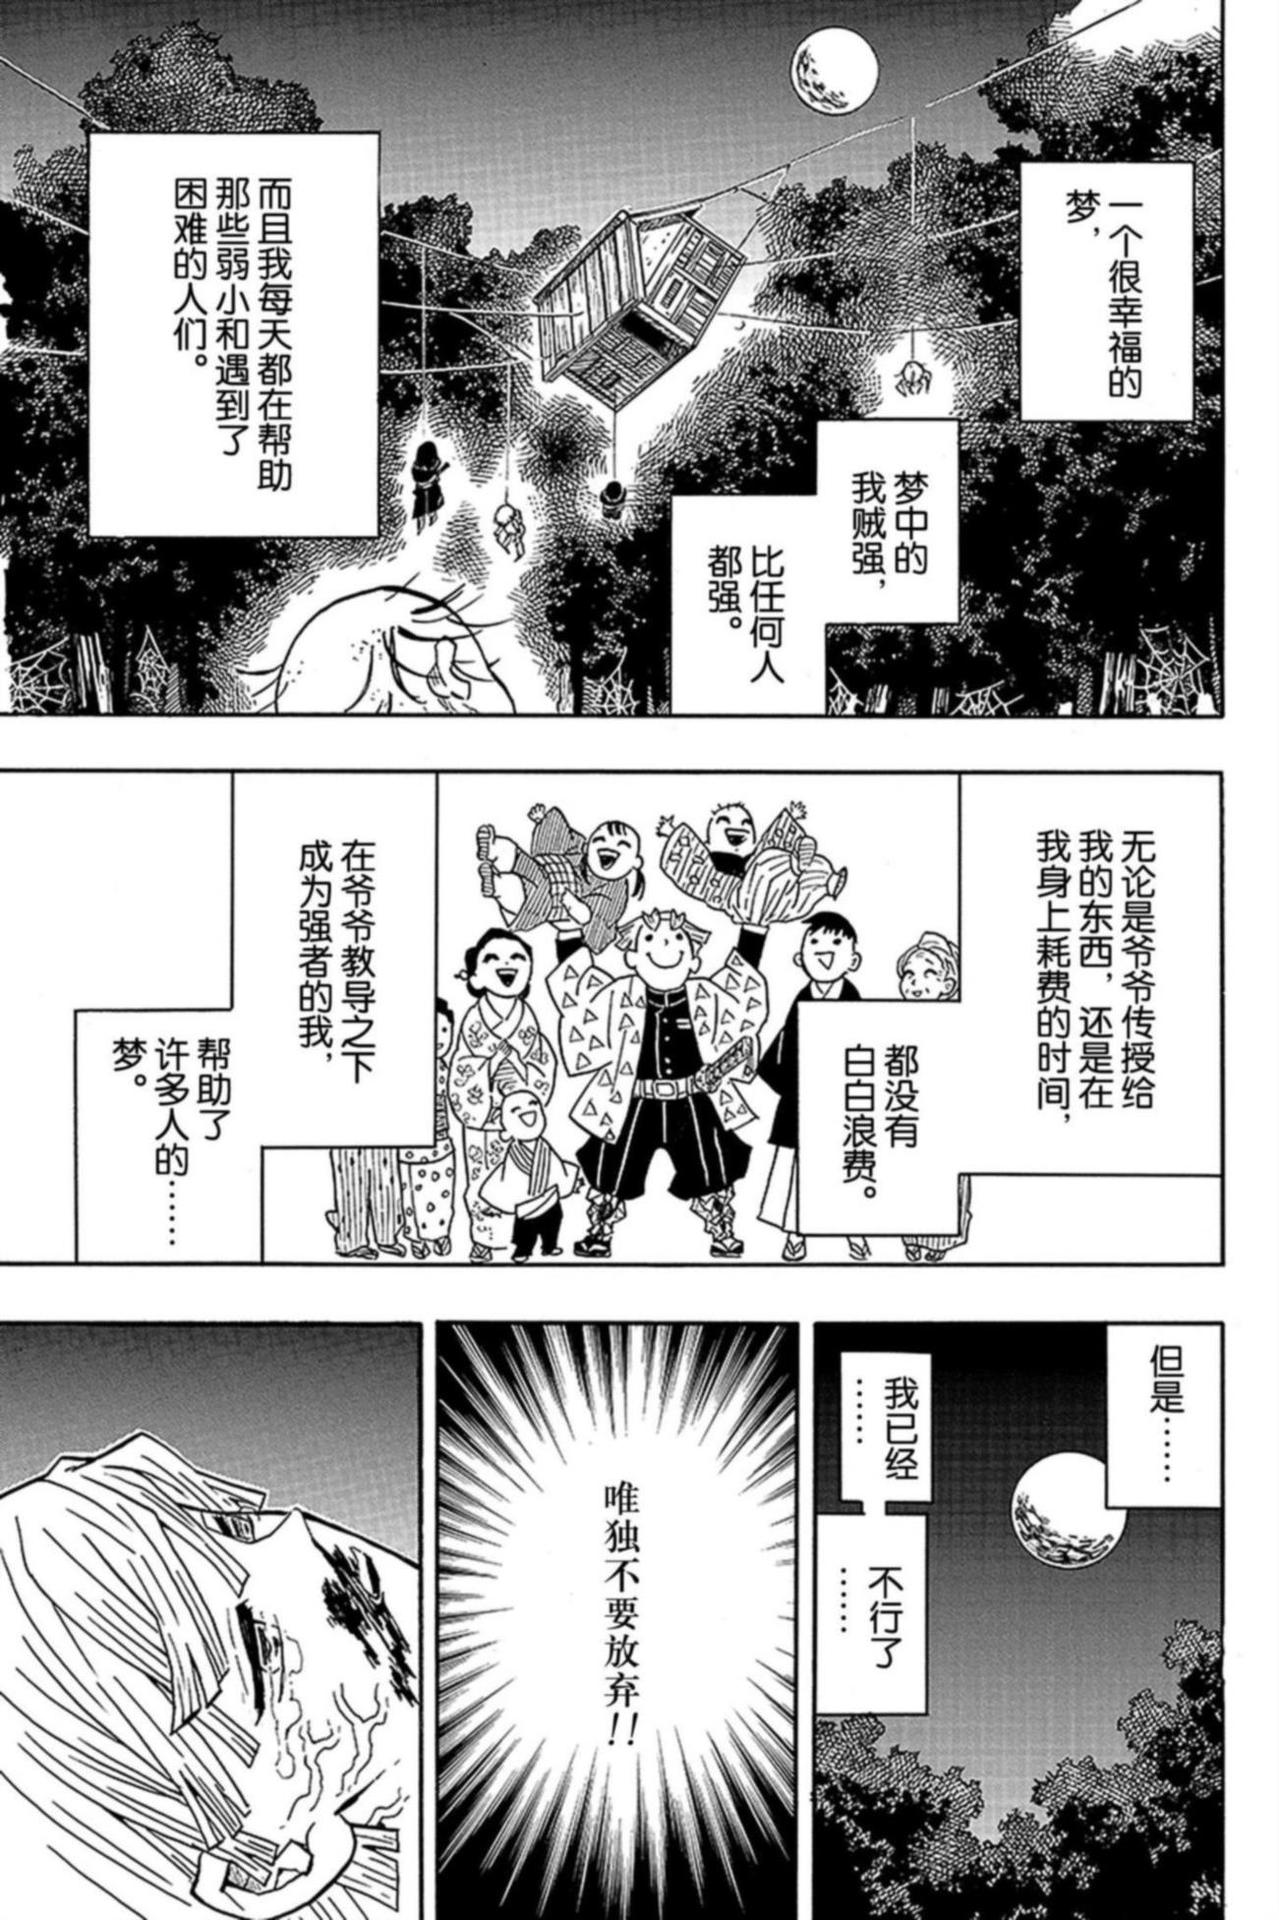 一个很幸福的
梦，
梦中的
我贼强，
比任何人
都强。
而且我每天都在帮助
那些弱小和遇到了
困难的人们。
无论是爷爷传授给
我的东西，还是在
我身上耗费的时间，
都没有
白白浪费。
在爷爷教导之下
成为强者的我，
帮助了
许多人的……
梦。
但是……
我已经
……
不行了
……
唯独不要放弃!!